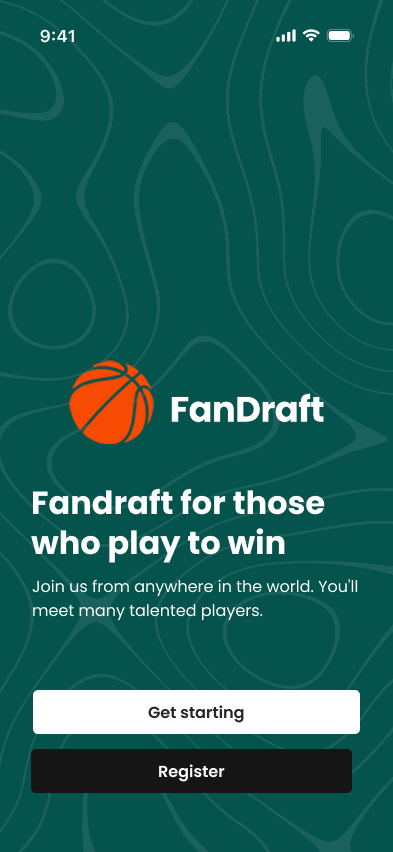 9:41
FanDraft
Fandraft for those
who play to win
Join us from anywhere in the world. You'll
meet many talented players.
Get starting
Register